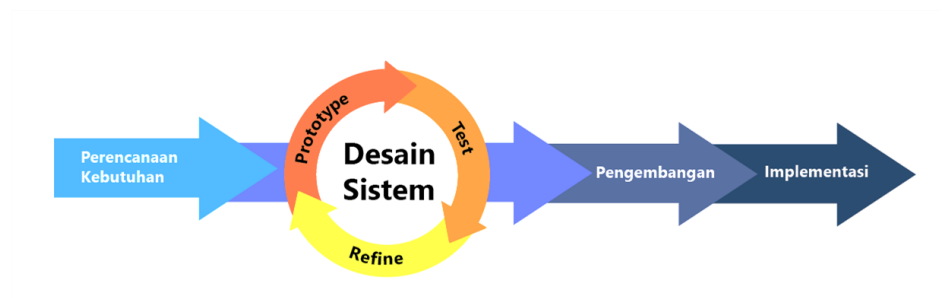 Perencanaan
Kebutuhan
Prototype
Test
Refine
Desain
Sistem
Pengembangan
Implementasi